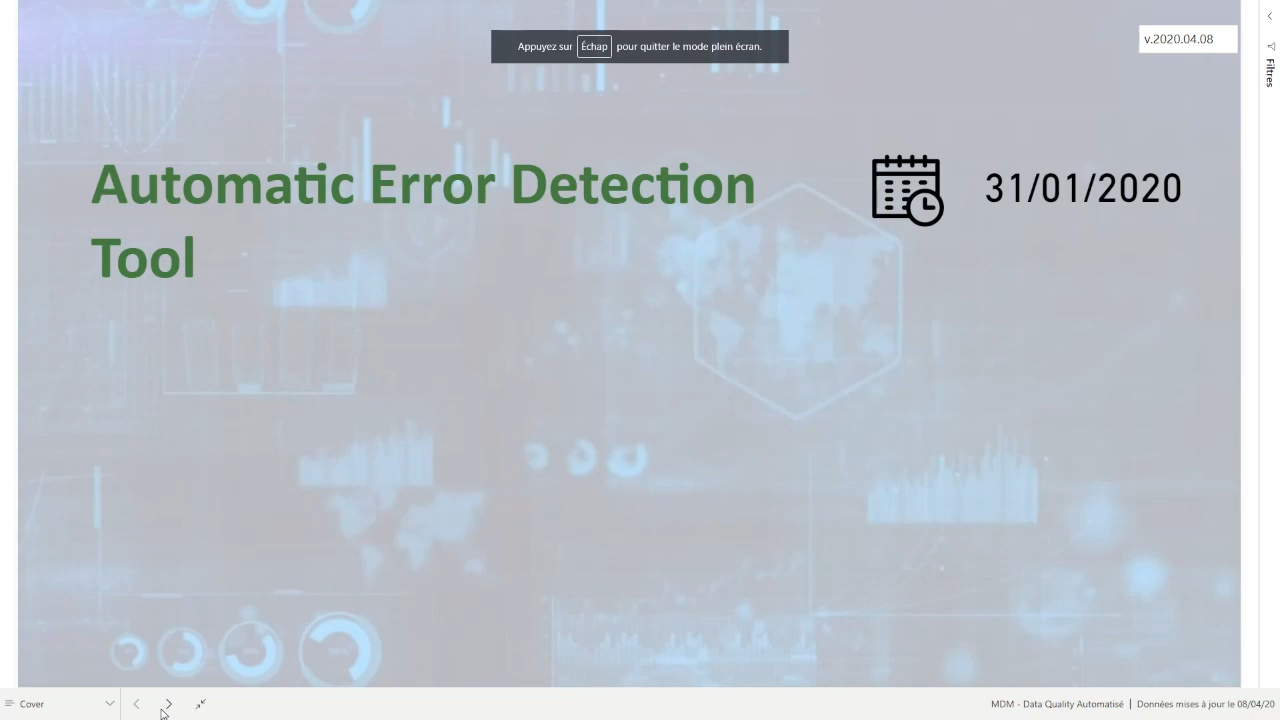 Appuyez sur Échap pour quitter le mode plein écran.
v.2020.04.08
Filtres
Automatic Error Detection
Tool
31/01/2020
Cover
MDM - Data Quality Automatisé | Données mises à jour le 08/04/20